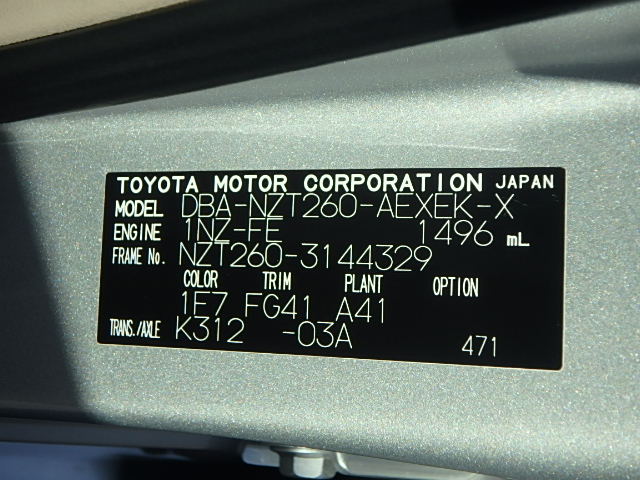 TOYOTA MOTOR CORPORATION JAPAN
MODEL DBA-NZT260-AEXEK-X
ENGINE 1NZ-FE 1496 mL
FRAME No. NZT260-3144329
COLOR TRIM PLANT OPTION
1F7 FG41 A41
TRANS./AXLE K312 -03A
471